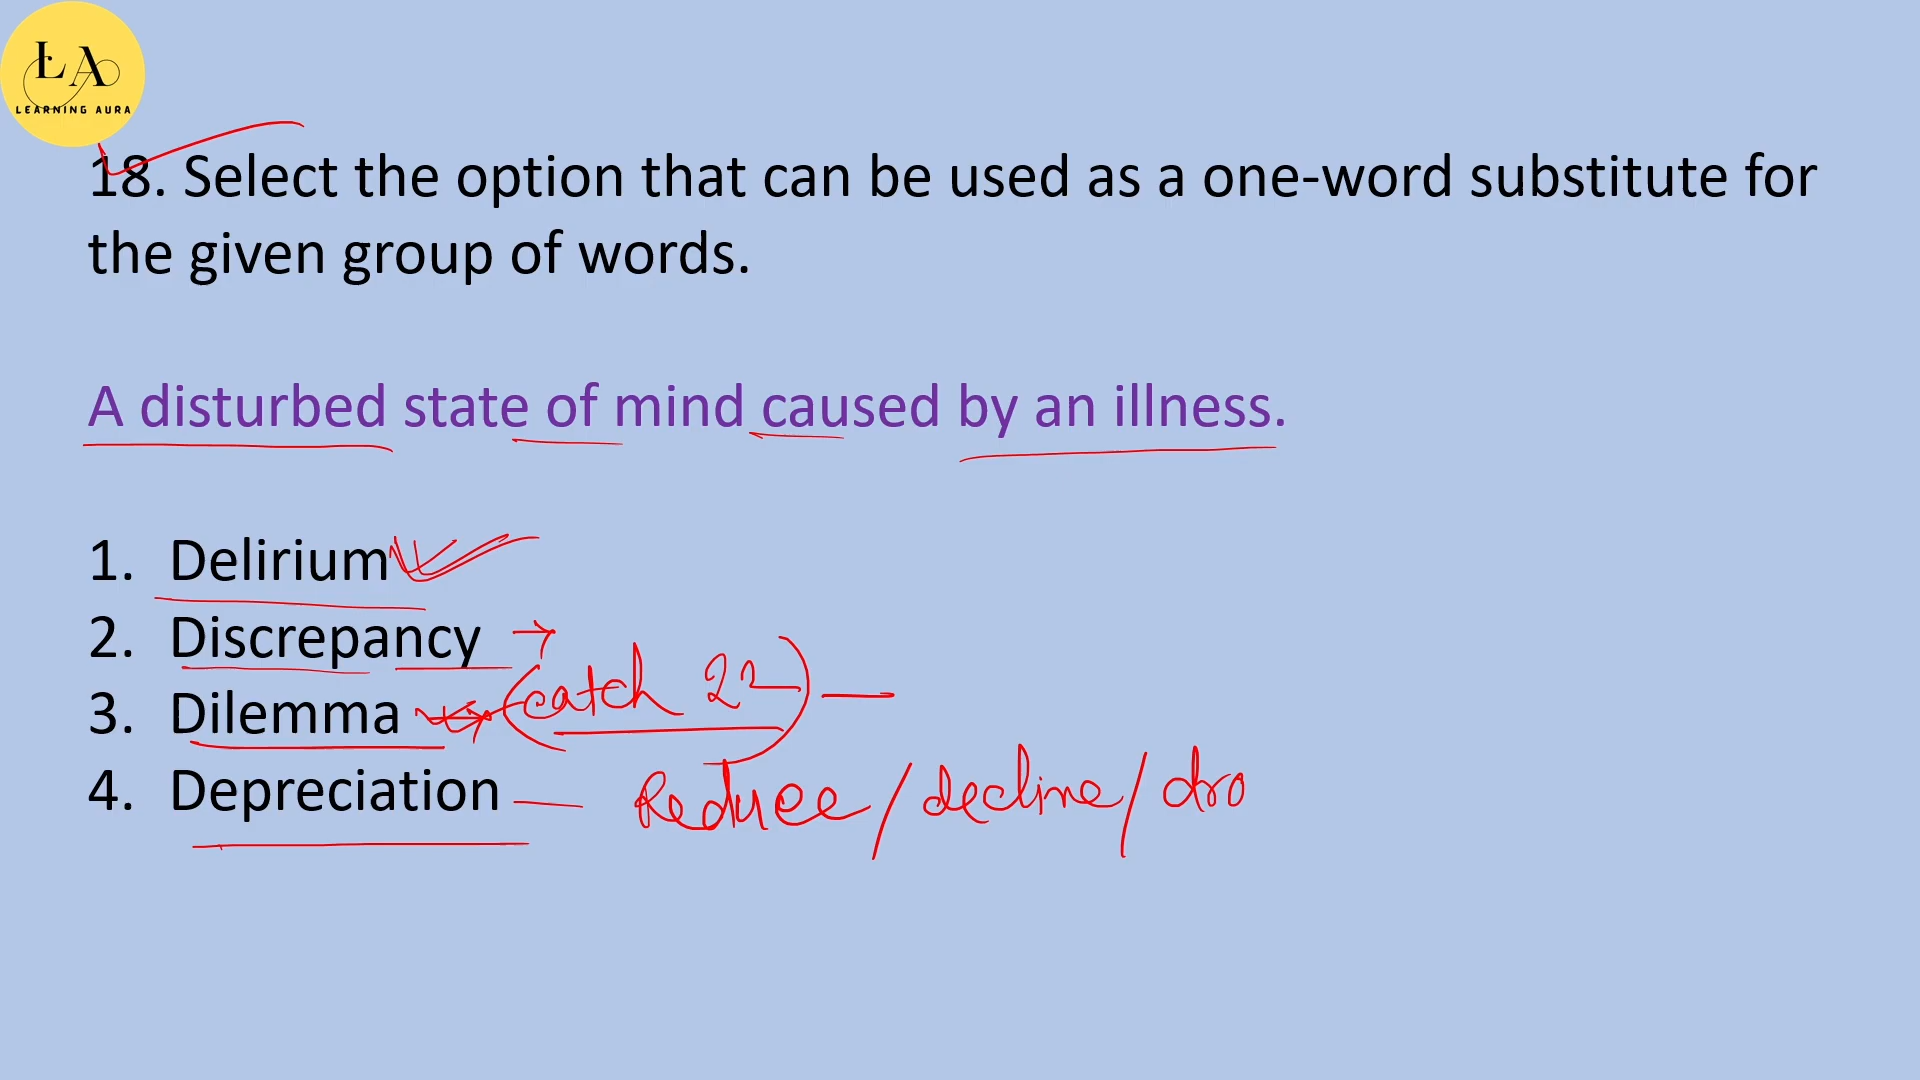 LA
LEARNING AURA
18. Select the option that can be used as a one-word substitute for
the given group of words.
A disturbed state of mind caused by an illness.
1. Delirium
2. Discrepancy
3. Dilemma (catch 22)
4. Depreciation Reduce/decline/dro